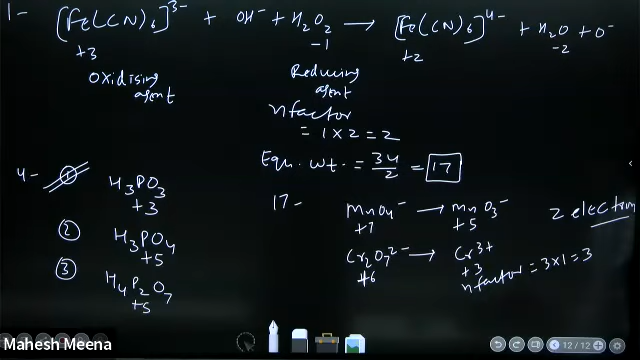 1- [Fe(CN)6]3- + OH- + H2O2 → [Fe(CN)6]4- + H2O + O-
+3 -1 +2 -2
Oxidising agent
Reducing agent
n factor
= 1 × 2 = 2
Equ. wt. = 34/2 = 17
4- ① H3PO3
+3
② H3PO4
+5
③ H4P2O7
+5
17- MnO4- → MnO3- 2 electron
+7 +5
Cr2O72- → Cr3+
+6 +3
n factor = 3×1 = 3
Mahesh Meena
12 / 12